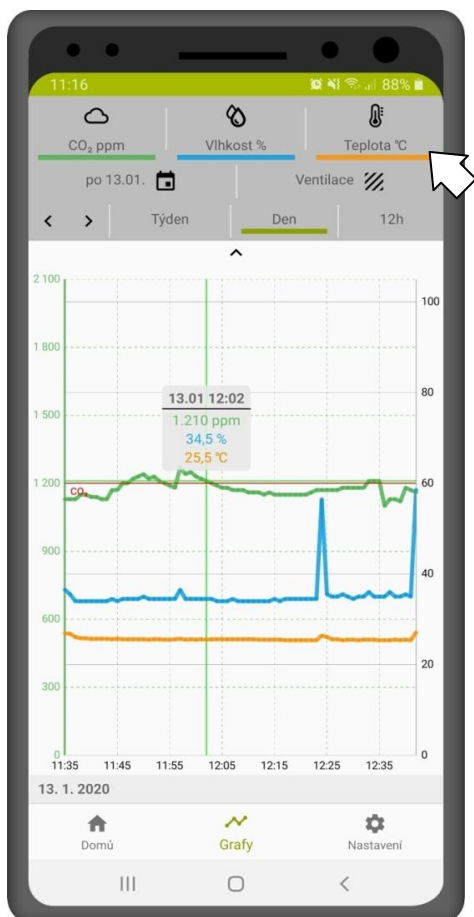 11:16 88%
CO₂ ppm Vlhkost % Teplota °C
po 13.01. Ventilace
Týden Den 12h
2 100
100
1 800
80
13.01 12:02
1 500
1.210 ppm
34,5 %
25,5 °C
1 200 CO₂ 60
900
40
600
300
20
0 0
11:35 11:45 11:55 12:05 12:15 12:25 12:35
13. 1. 2020
Domů Grafy Nastavení